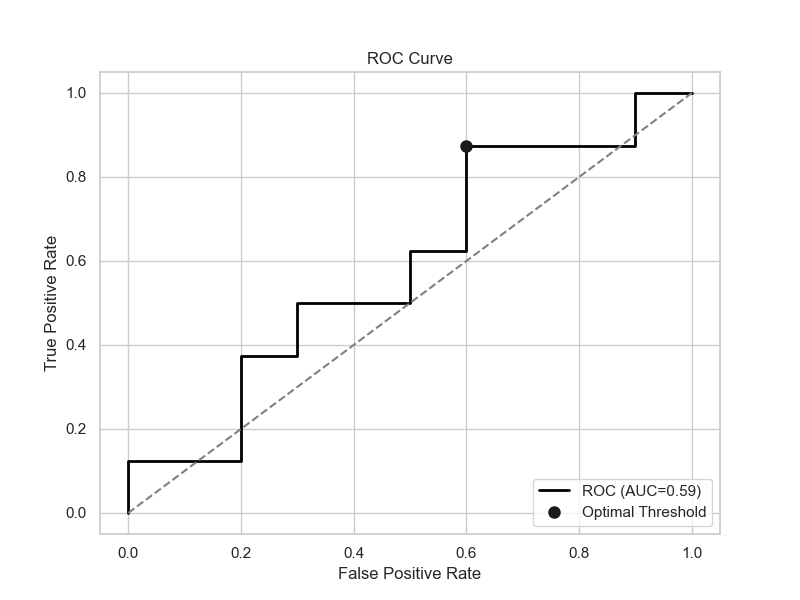 ROC Curve
True Positive Rate
1.0
0.8
0.6
0.4
0.2
0.0
ROC (AUC=0.59)
Optimal Threshold
0.0 0.2 0.4 0.6 0.8 1.0
False Positive Rate